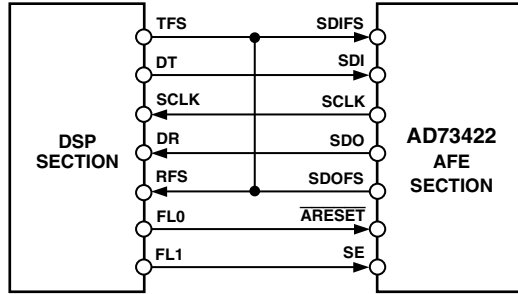 TFS SDIFS
DT SDI
SCLK SCLK
DSP SECTION
DR SDO
AD73422 AFE SECTION
RFS SDOFS
FL0 ARESET
FL1 SE